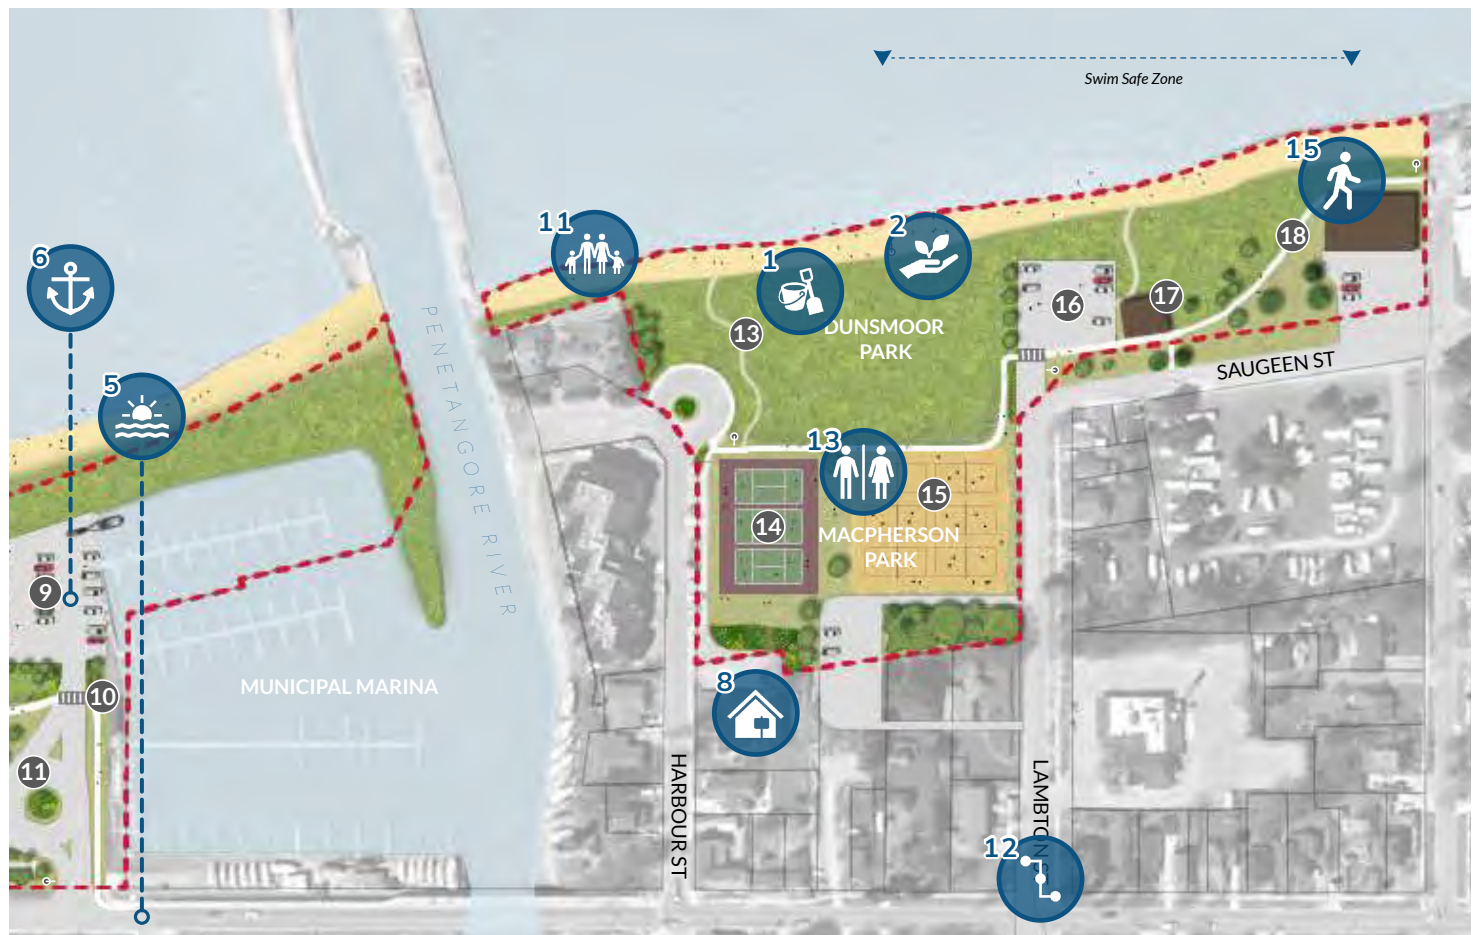 Swim Safe Zone
15
11
2
18
6
1
16
17
13
DUNSMOOR
PARK
PENETANGORE RIVER
SAUGEEN ST
5
13
15
14
MACPHERSON
PARK
9
8
MUNICIPAL MARINA
10
11
HARBOUR ST
LAMBTON S
12